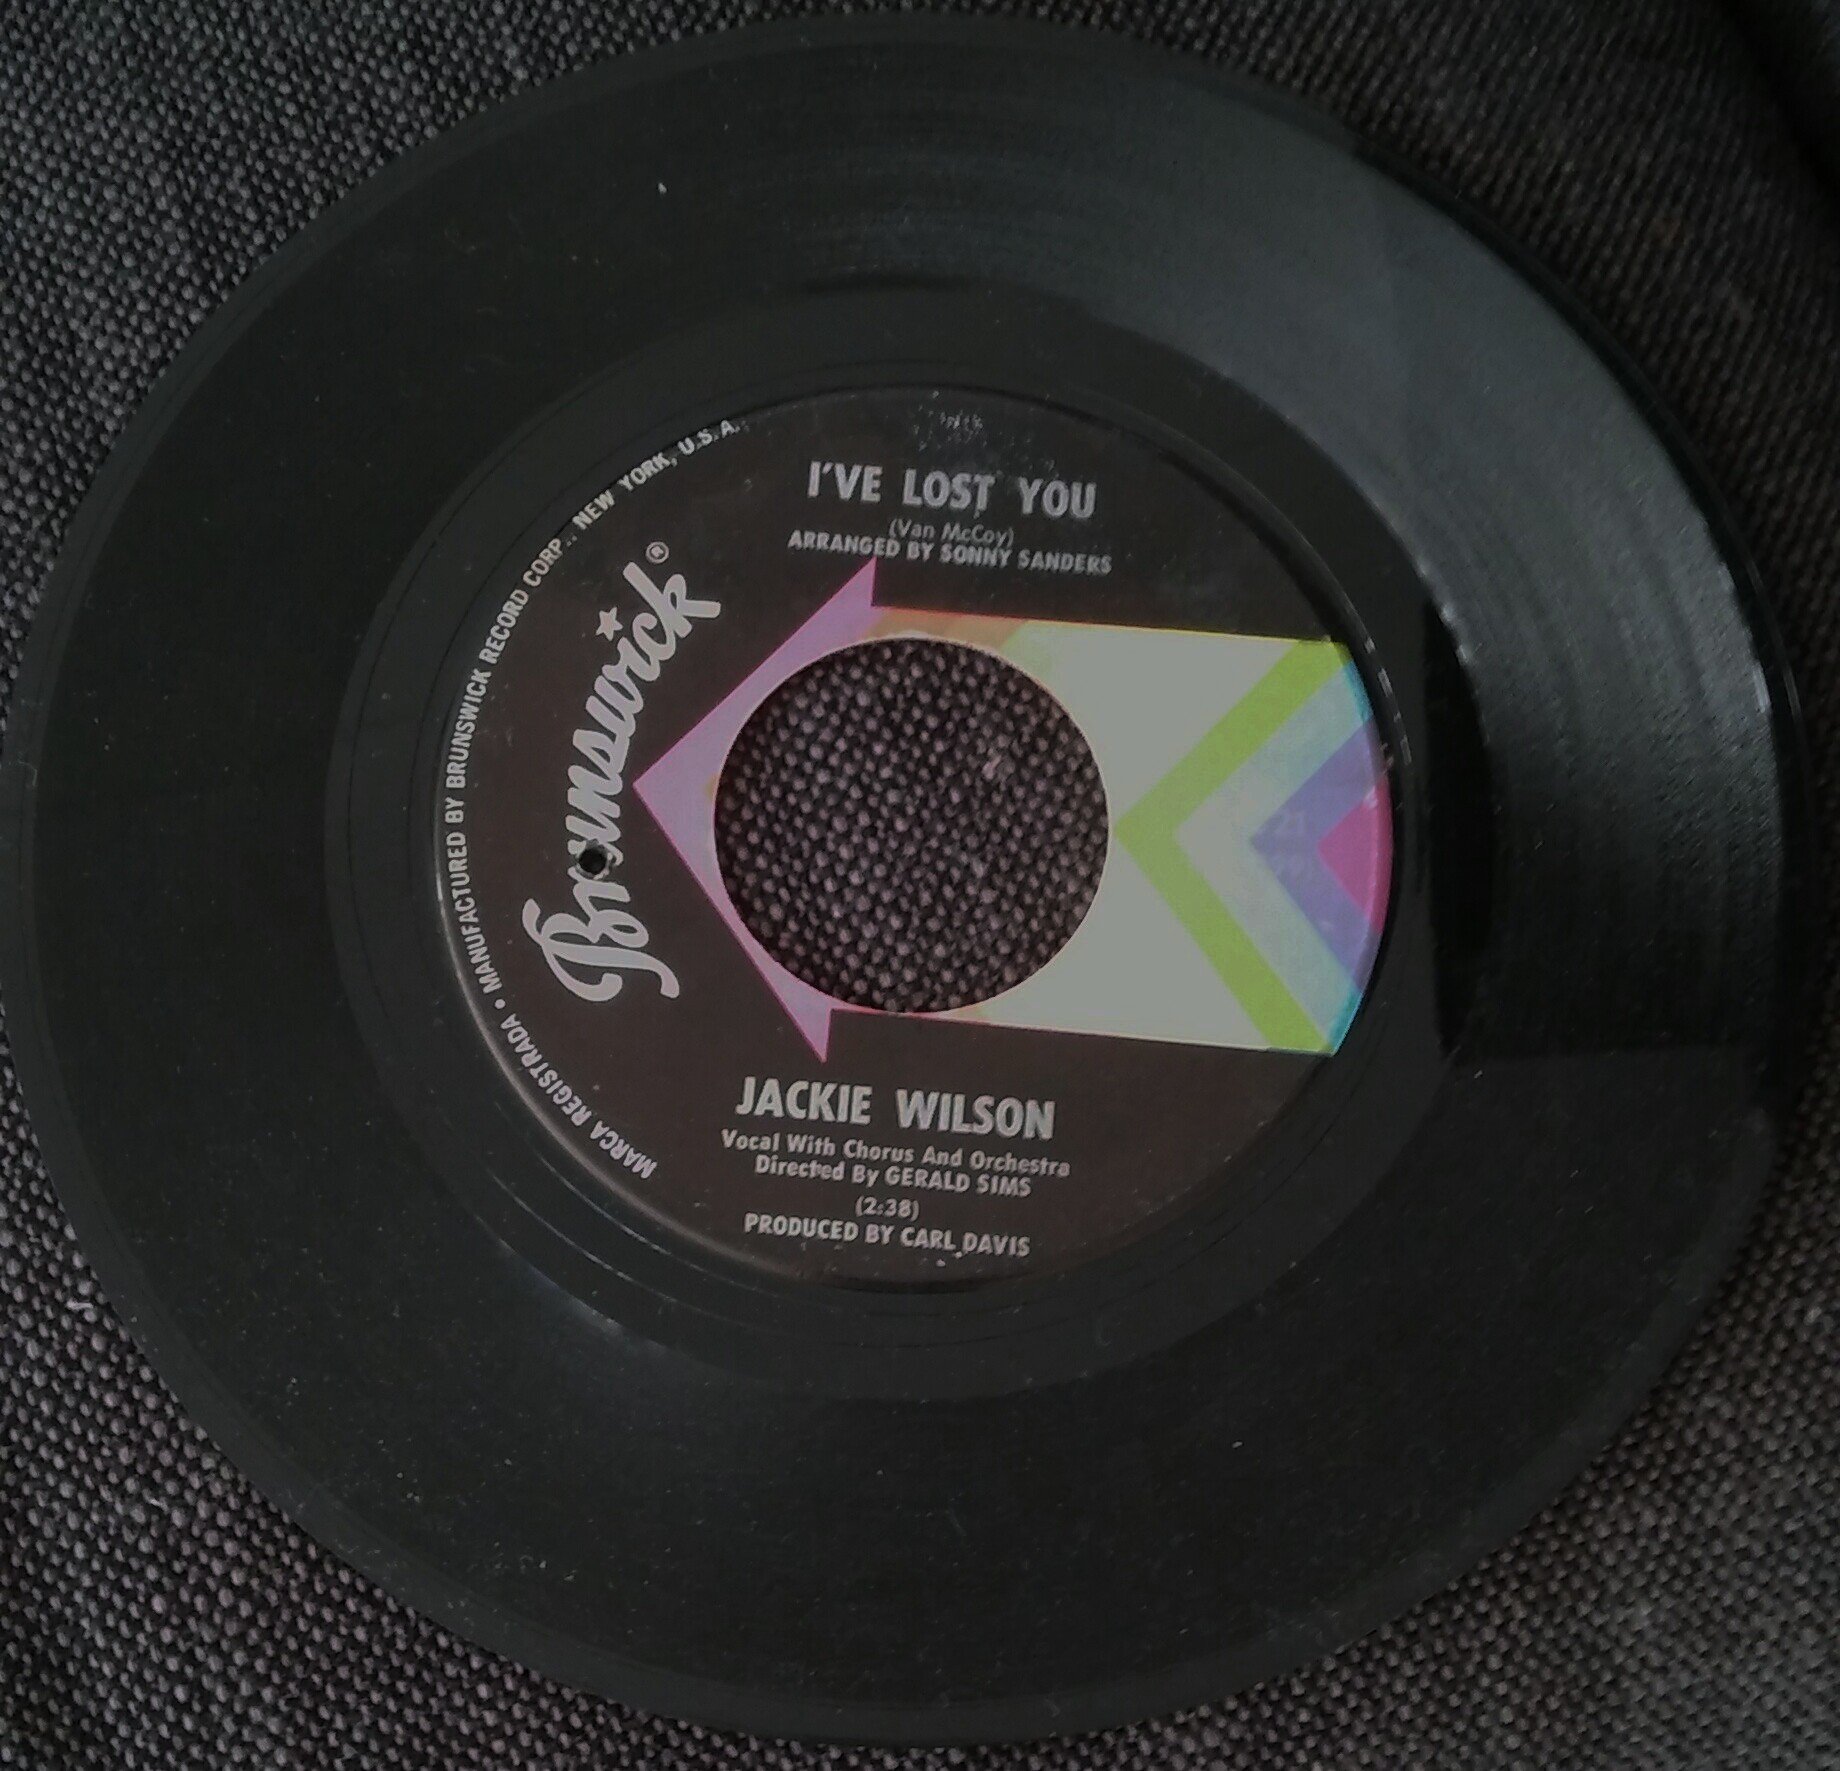 I'VE LOST YOU
(Van McCoy)
ARRANGED BY SONNY SANDERS
Brunswick®
MARCA REGISTRADA • MANUFACTURED BY BRUNSWICK RECORD CORP., NEW YORK, U.S.A.
JACKIE WILSON
Vocal With Chorus And Orchestra
Directed By GERALD SIMS
(2:38)
PRODUCED BY CARL DAVIS